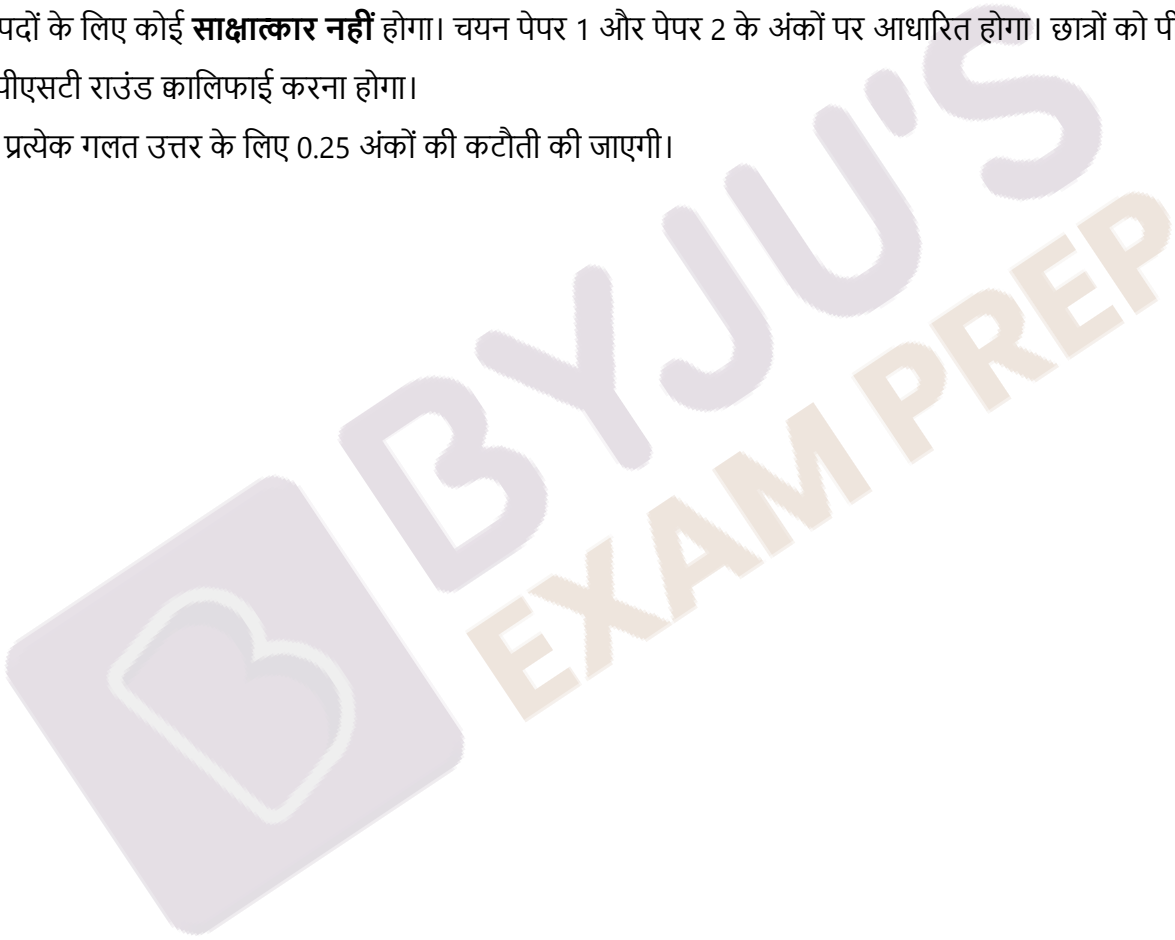 पदों के लिए कोई साक्षात्कार नहीं होगा। चयन पेपर 1 और पेपर 2 के अंकों पर आधारित होगा। छात्रों को पी
पीएसटी राउंड क्वालिफाई करना होगा।
प्रत्येक गलत उत्तर के लिए 0.25 अंकों की कटौती की जाएगी।
BYJU'S
EXAM PREP